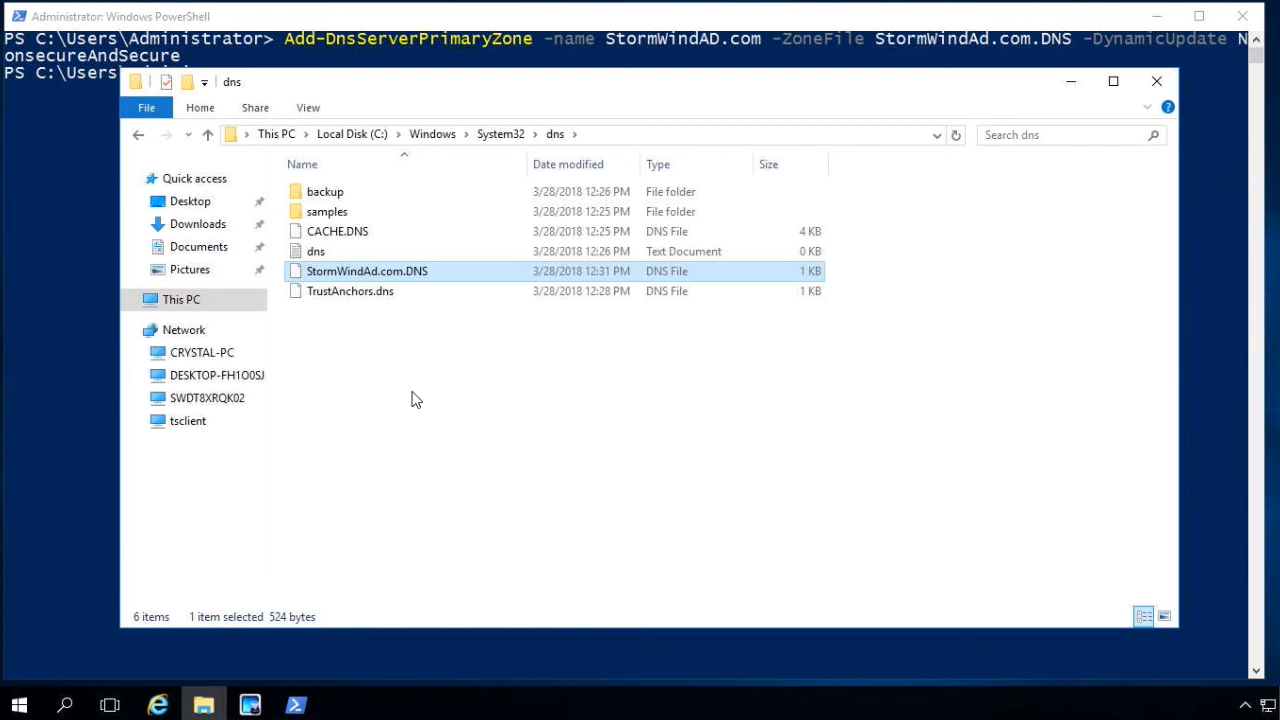 Administrator: Windows PowerShell
PS C:\Users\Administrator> Add-DnsServerPrimaryZone -name StormWindAD.com -ZoneFile StormWindAd.com.DNS -DynamicUpdate N
onsecureAndSecure
PS C:\Users
dns
File Home Share View
This PC Local Disk (C:) Windows System32 dns
Search dns
Name Date modified Type Size
Quick access
Desktop
Downloads
Documents
Pictures
This PC
Network
CRYSTAL-PC
DESKTOP-FH1O0SJ
SWDT8XRQK02
tsclient
backup 3/28/2018 12:26 PM File folder
samples 3/28/2018 12:25 PM File folder
CACHE.DNS 3/28/2018 12:25 PM DNS File 4 KB
dns 3/28/2018 12:26 PM Text Document 0 KB
StormWindAd.com.DNS 3/28/2018 12:31 PM DNS File 1 KB
TrustAnchors.dns 3/28/2018 12:28 PM DNS File 1 KB
6 items 1 item selected 524 bytes